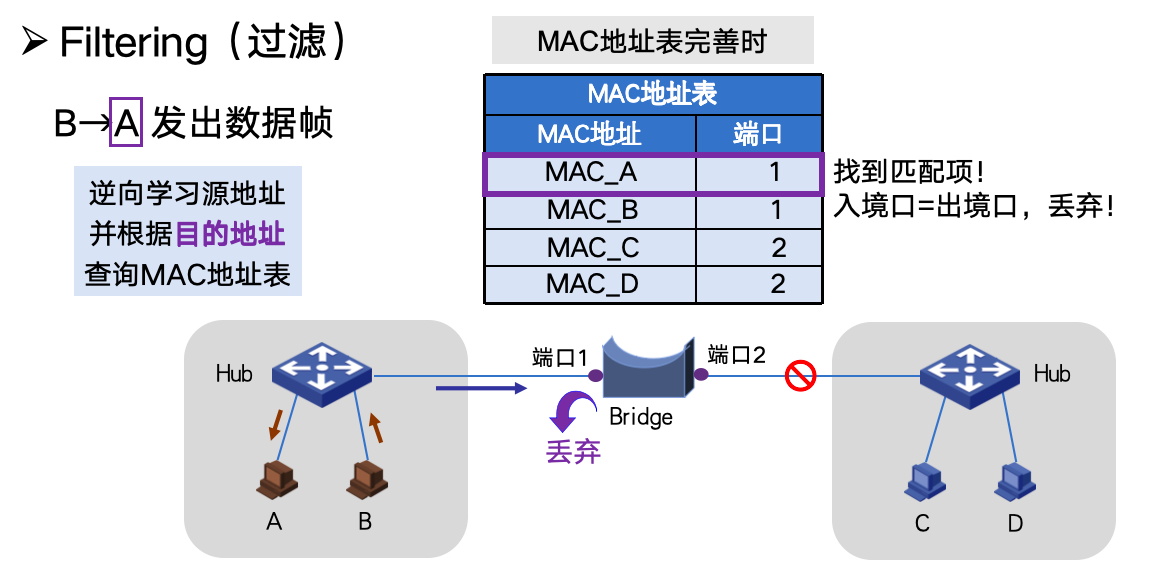 Filtering（过滤）
B→A 发出数据帧
逆向学习源地址
并根据目的地址
查询MAC地址表
MAC地址表完善时
MAC地址表
MAC地址 端口
MAC_A 1
MAC_B 1
MAC_C 2
MAC_D 2
找到匹配项!
入境口=出境口，丢弃!
Hub
端口1
端口2
Hub
Bridge
丢弃
A
B
C
D